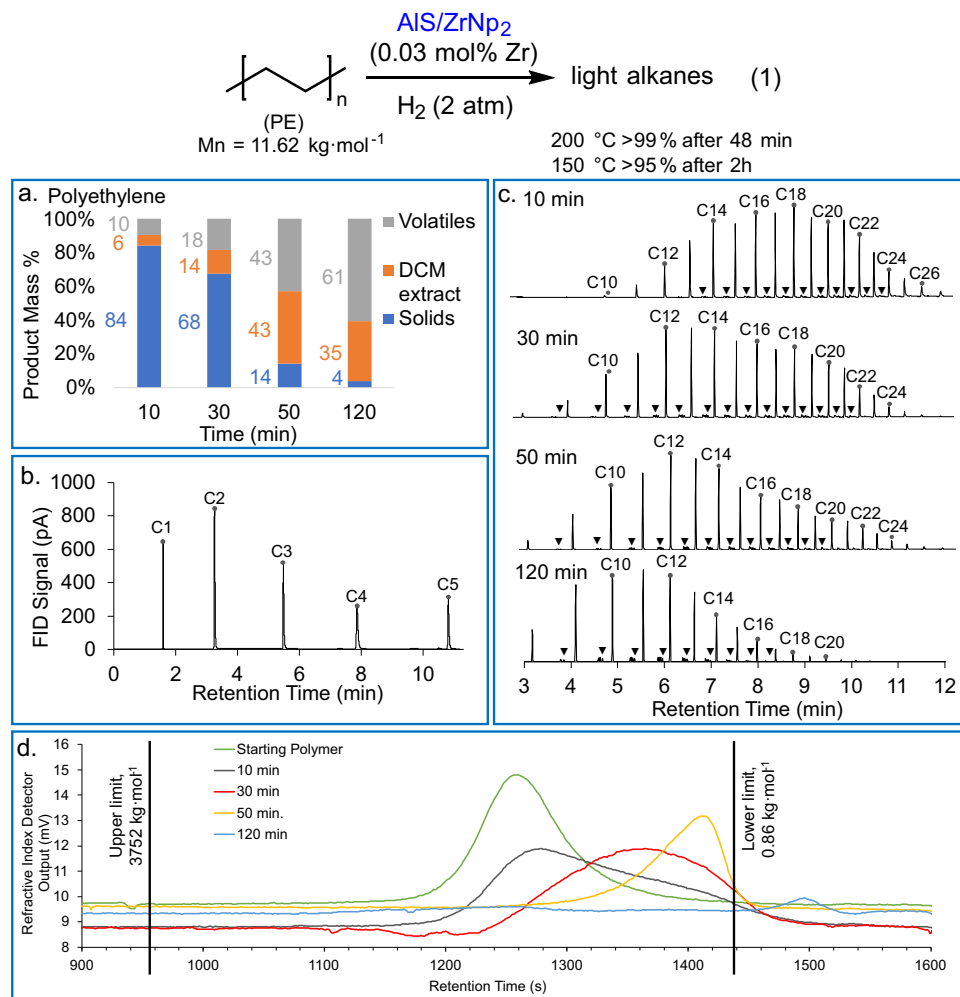 AlS/ZrNp2
(0.03 mol% Zr)
n
light alkanes (1)
H2 (2 atm)
(PE)
Mn = 11.62 kg·mol-1
200 °C >99% after 48 min
150 °C >95% after 2h
a. Polyethylene
100%
80%
60%
40%
20%
0%
Product Mass %
10
6
84
18
14
68
43
43
14
61
35
4
Volatiles
DCM
extract
Solids
10 30 50 120
Time (min)
b.
1000
800
600
400
200
0
FID Signal (pA)
C1
C2
C3
C4
C5
0 2 4 6 8 10
Retention Time (min)
c.
10 min
C10
C12
C14
C16
C18
C20
C22
C24
C26
30 min
C10
C12
C14
C16
C18
C20
C22
C24
50 min
C10
C12
C14
C16
C18
C20
C22
C24
120 min
C10
C12
C14
C16
C18
C20
3 4 5 6 7 8 9 10 11 12
Retention Time (min)
d.
16
15
14
13
12
11
10
9
8
Refractive Index Detector
Output (mV)
Upper limit,
3752 kg·mol-1
Starting Polymer
10 min
30 min
50 min.
120 min
Lower limit,
0.86 kg·mol-1
900 1000 1100 1200 1300 1400 1500 1600
Retention Time (s)